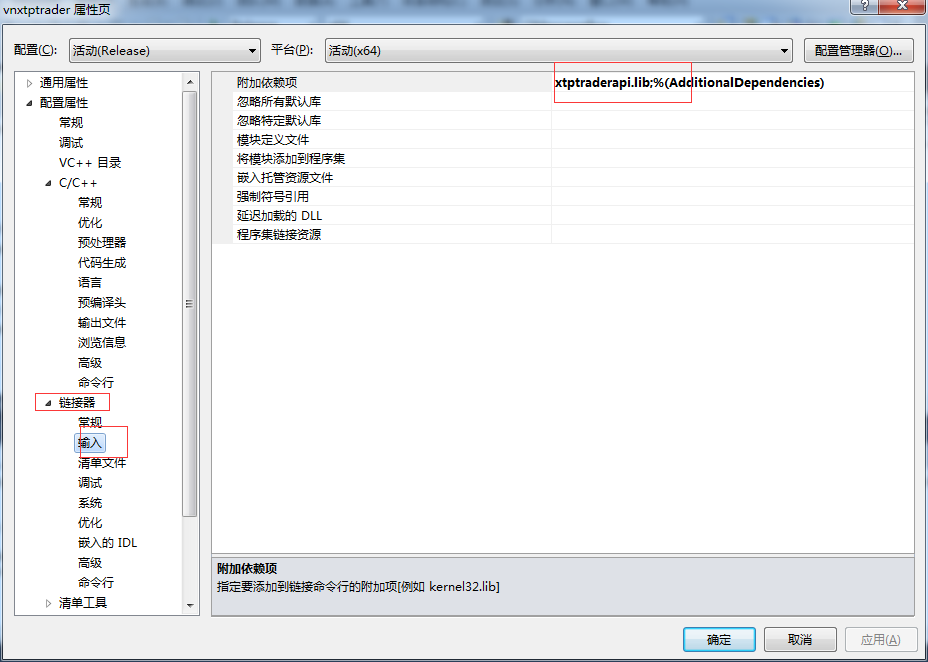 vnxtptrader 属性页
配置(C): 活动(Release) 平台(P): 活动(x64) 配置管理器(O)...
通用属性
配置属性
常规
调试
VC++ 目录
C/C++
常规
优化
预处理器
代码生成
语言
预编译头
输出文件
浏览信息
高级
命令行
链接器
常规
输入
清单文件
调试
系统
优化
嵌入的 IDL
高级
命令行
清单工具
附加依赖项 xtptraderapi.lib;%(AdditionalDependencies)
忽略所有默认库
忽略特定默认库
模块定义文件
将模块添加到程序集
嵌入托管资源文件
强制符号引用
延迟加载的 DLL
程序集链接资源
附加依赖项
指定要添加到链接命令行的附加项[例如 kernel32.lib]
确定 取消 应用(A)